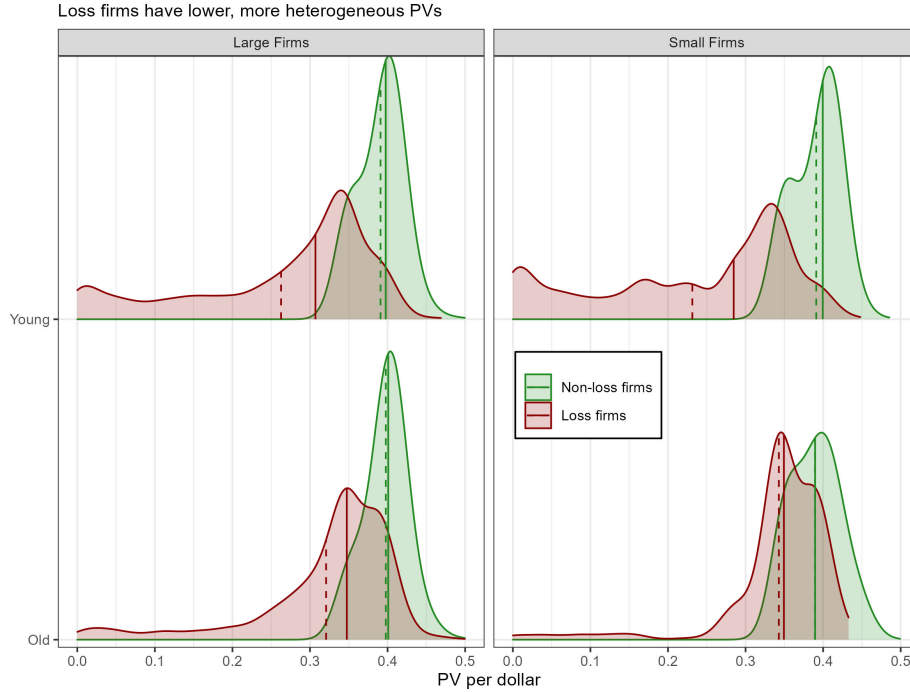 Loss firms have lower, more heterogeneous PVs
Large Firms
Small Firms
Young
Non-loss firms
Loss firms
Old
0.0 0.1 0.2 0.3 0.4 0.5
0.0 0.1 0.2 0.3 0.4 0.5
PV per dollar